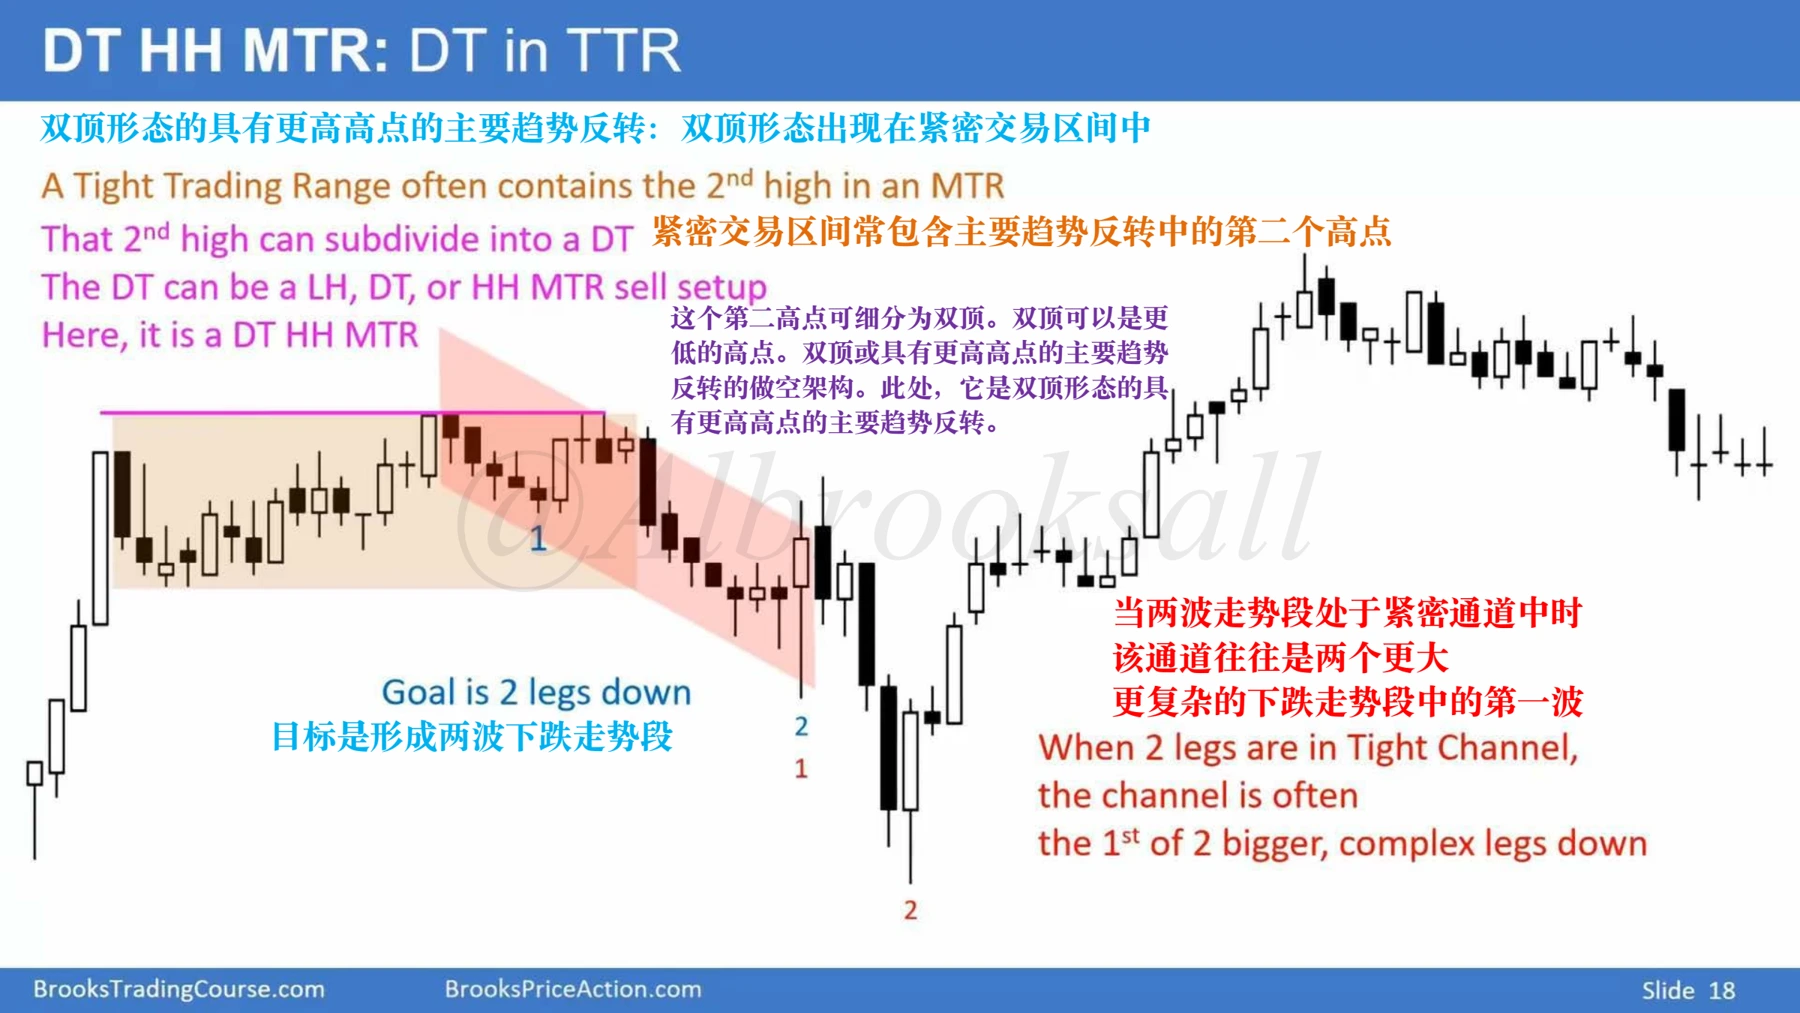 DT HH MTR: DT in TTR
双顶形态的具有更高高点的主要趋势反转：双顶形态出现在紧密交易区间中
A Tight Trading Range often contains the 2nd high in an MTR
That 2nd high can subdivide into a DT
紧密交易区间常包含主要趋势反转中的第二个高点
The DT can be a LH, DT, or HH MTR sell setup
Here, it is a DT HH MTR
这个第二高点可细分为双顶。双顶可以是更
低的高点。双顶或具有更高高点的主要趋势
反转的做空架构。此处，它是双顶形态的具
有更高高点的主要趋势反转。
@Albrooksall
1
当两波走势段处于紧密通道中时
该通道往往是两个更大
更复杂的下跌走势段中的第一波
Goal is 2 legs down
目标是形成两波下跌走势段
2
1
When 2 legs are in Tight Channel,
the channel is often
the 1st of 2 bigger, complex legs down
2
BrooksTradingCourse.com
BrooksPriceAction.com
Slide 18